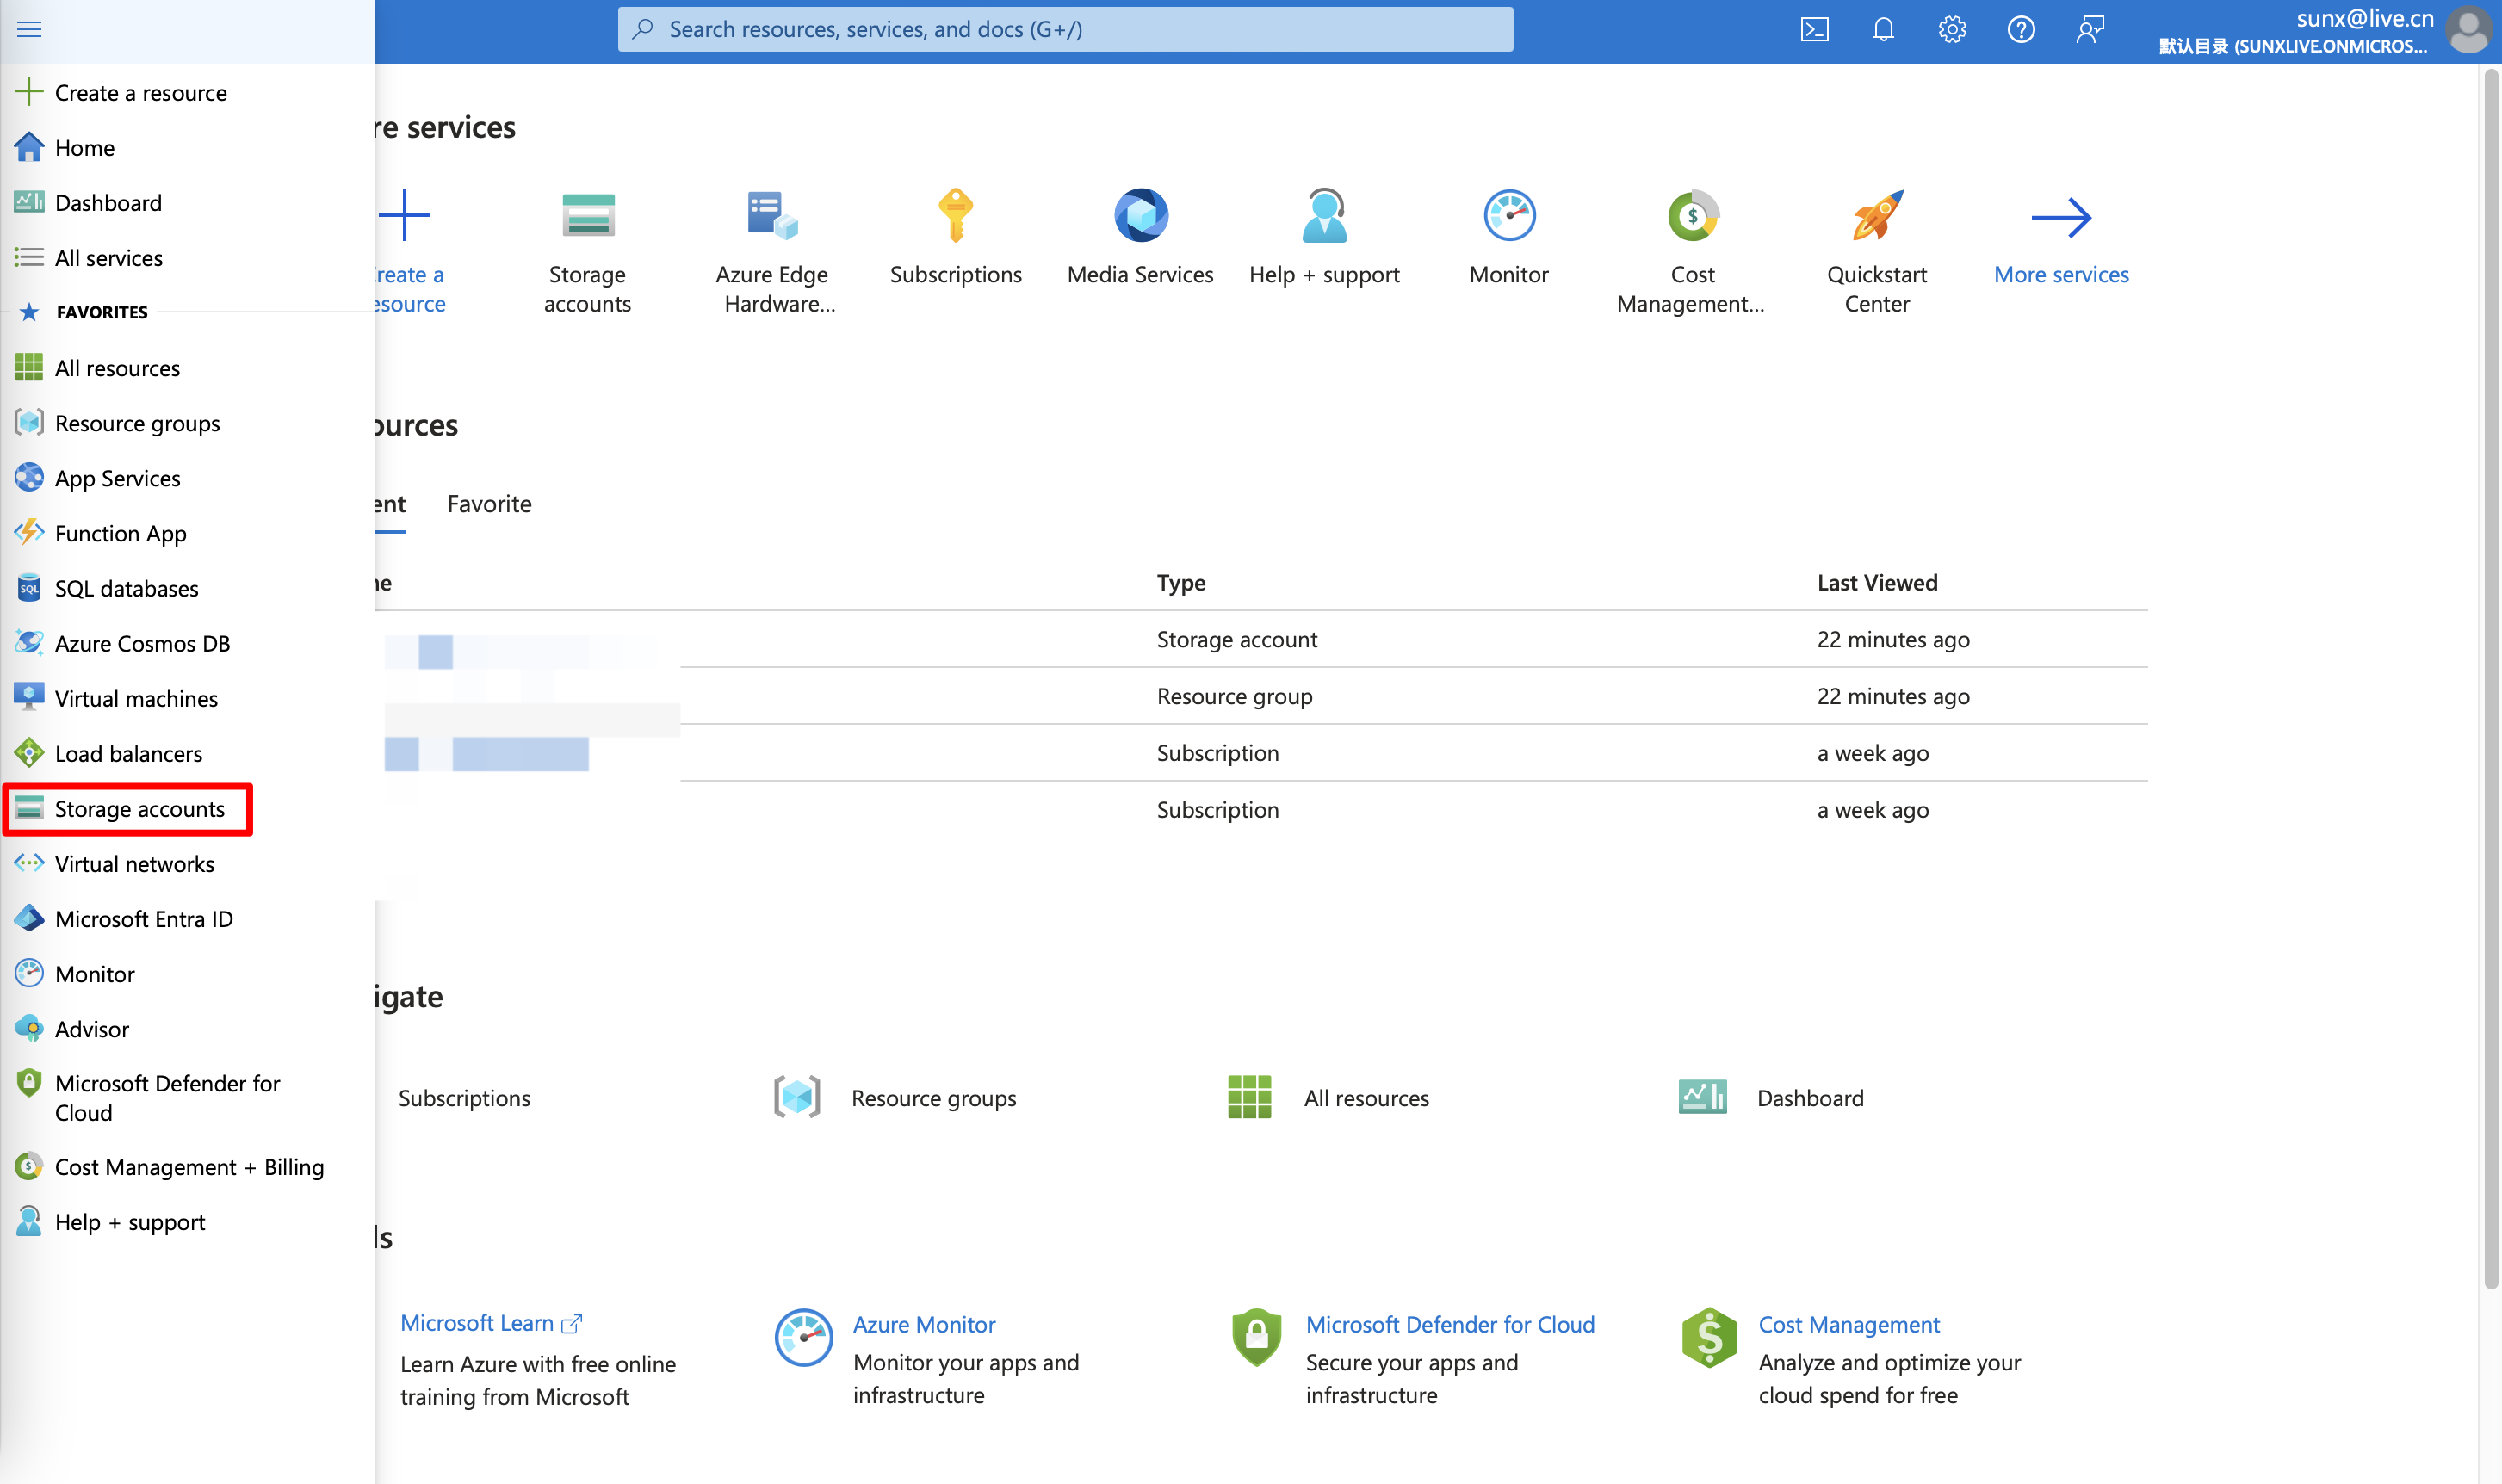 Search resources, services, and docs (G+/)
sunx@live.cn
默认目录 (SUNXLIVE.ONMICROS...
Create a resource
Home
Dashboard
All services
FAVORITES
All resources
Resource groups
App Services
Function App
SQL databases
Azure Cosmos DB
Virtual machines
Load balancers
Storage accounts
Virtual networks
Microsoft Entra ID
Monitor
Advisor
Microsoft Defender for
Cloud
Cost Management + Billing
Help + support
re services
reate a
esource
Storage
accounts
Azure Edge
Hardware...
Subscriptions
Media Services
Help + support
Monitor
Cost
Management...
Quickstart
Center
More services
ources
ent Favorite
ne Type Last Viewed
Storage account 22 minutes ago
Resource group 22 minutes ago
Subscription a week ago
Subscription a week ago
igate
Subscriptions Resource groups All resources Dashboard
ls
Microsoft Learn
Learn Azure with free online
training from Microsoft
Azure Monitor
Monitor your apps and
infrastructure
Microsoft Defender for Cloud
Secure your apps and
infrastructure
Cost Management
Analyze and optimize your
cloud spend for free